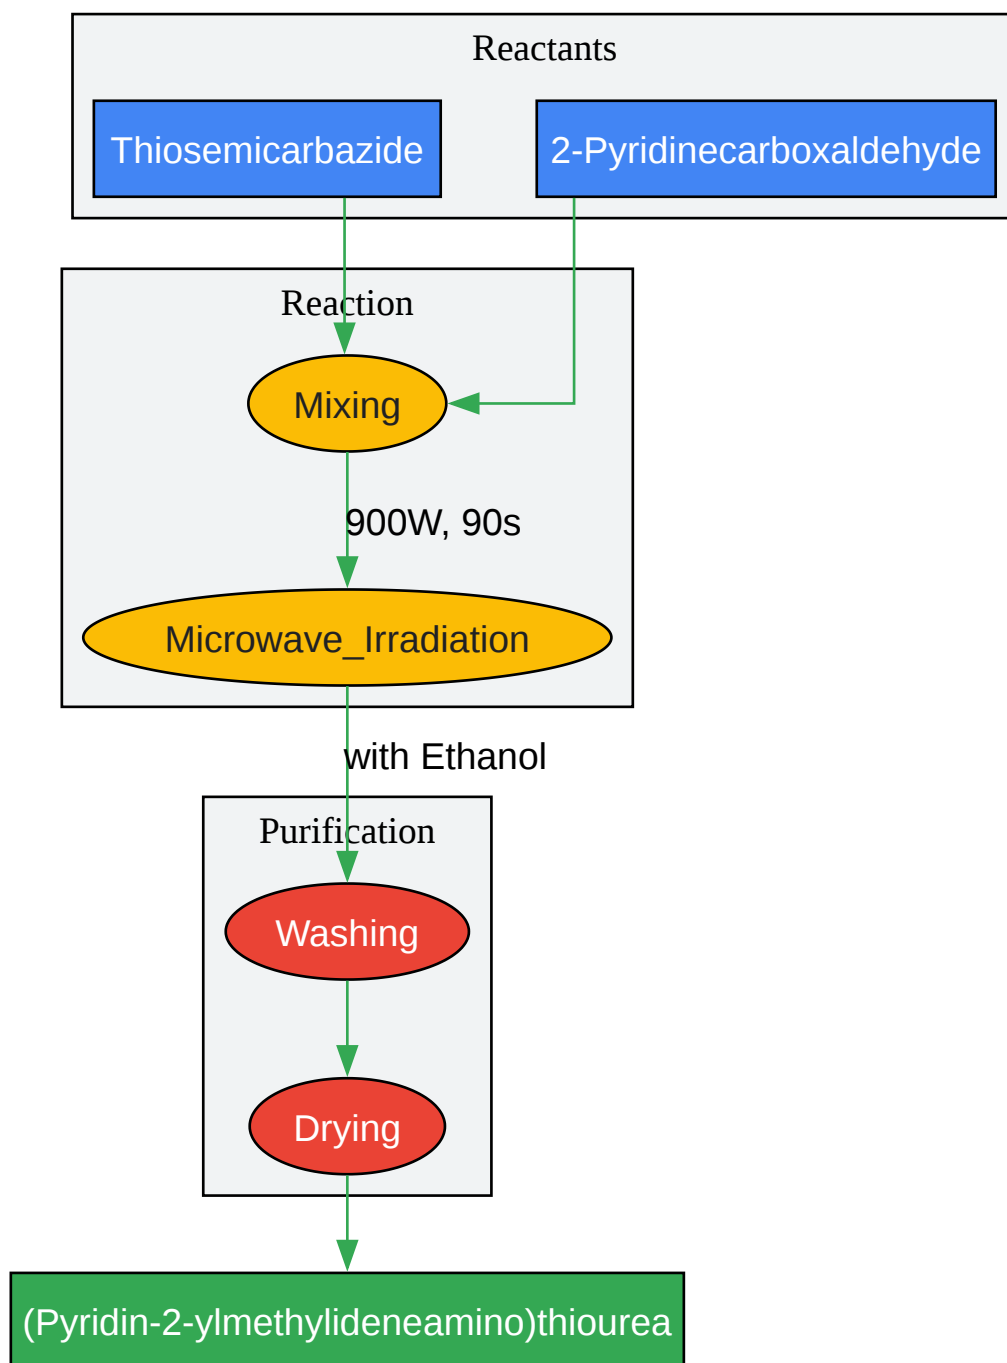 Reactants
Thiosemicarbazide
2-Pyridinecarboxaldehyde
Reaction
Mixing
900W, 90s
Microwave_Irradiation
with Ethanol
Purification
Washing
Drying
(Pyridin-2-ylmethylideneamino)thiourea